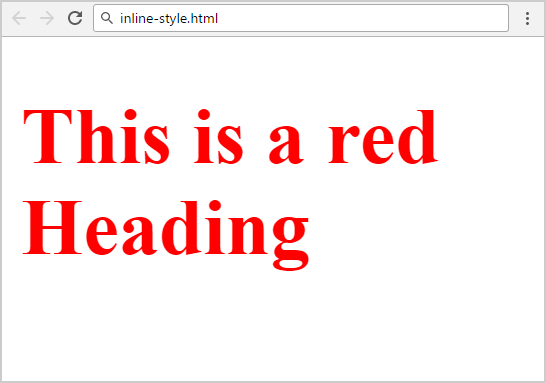 inline-style.html
This is a red
Heading